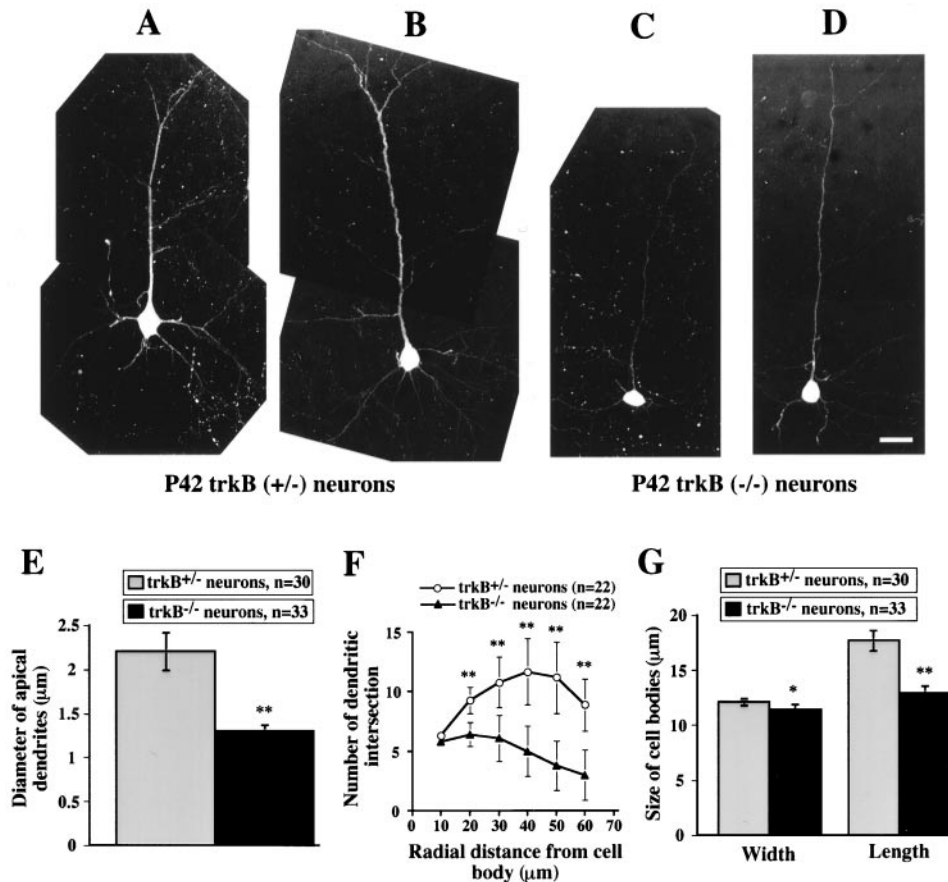 A B C D
P42 trkB (+/-) neurons P42 trkB (-/-) neurons
E
trkB+/- neurons, n=30
trkB-/- neurons, n=33
Diameter of apical
dendrites (μm)
2.5
2
1.5
1
0.5
0
**
F
trkB+/- neurons (n=22)
trkB-/- neurons (n=22)
Number of dendritic
intersection
15
10
5
0
** ** ** ** **
0 10 20 30 40 50 60 70
Radial distance from cell
body (μm)
G
trkB+/- neurons, n=30
trkB-/- neurons, n=33
Size of cell bodies (μm)
20
15
10
5
0
* **
Width Length